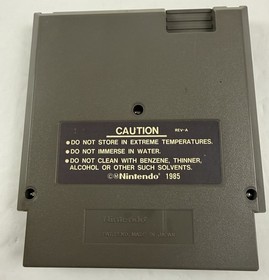 CAUTION REV-A
●DO NOT STORE IN EXTREME TEMPERATURES.
●DO NOT IMMERSE IN WATER.
●DO NOT CLEAN WITH BENZENE, THINNER,
ALCOHOL OR OTHER SUCH SOLVENTS.
©Ⓜ Nintendo 1985
Nintendo